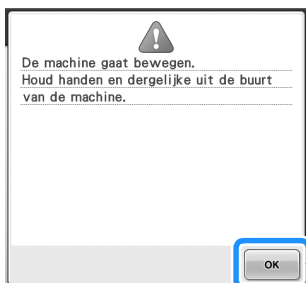 De machine gaat bewegen.
Houd handen en dergelijke uit de buurt
van de machine.
OK